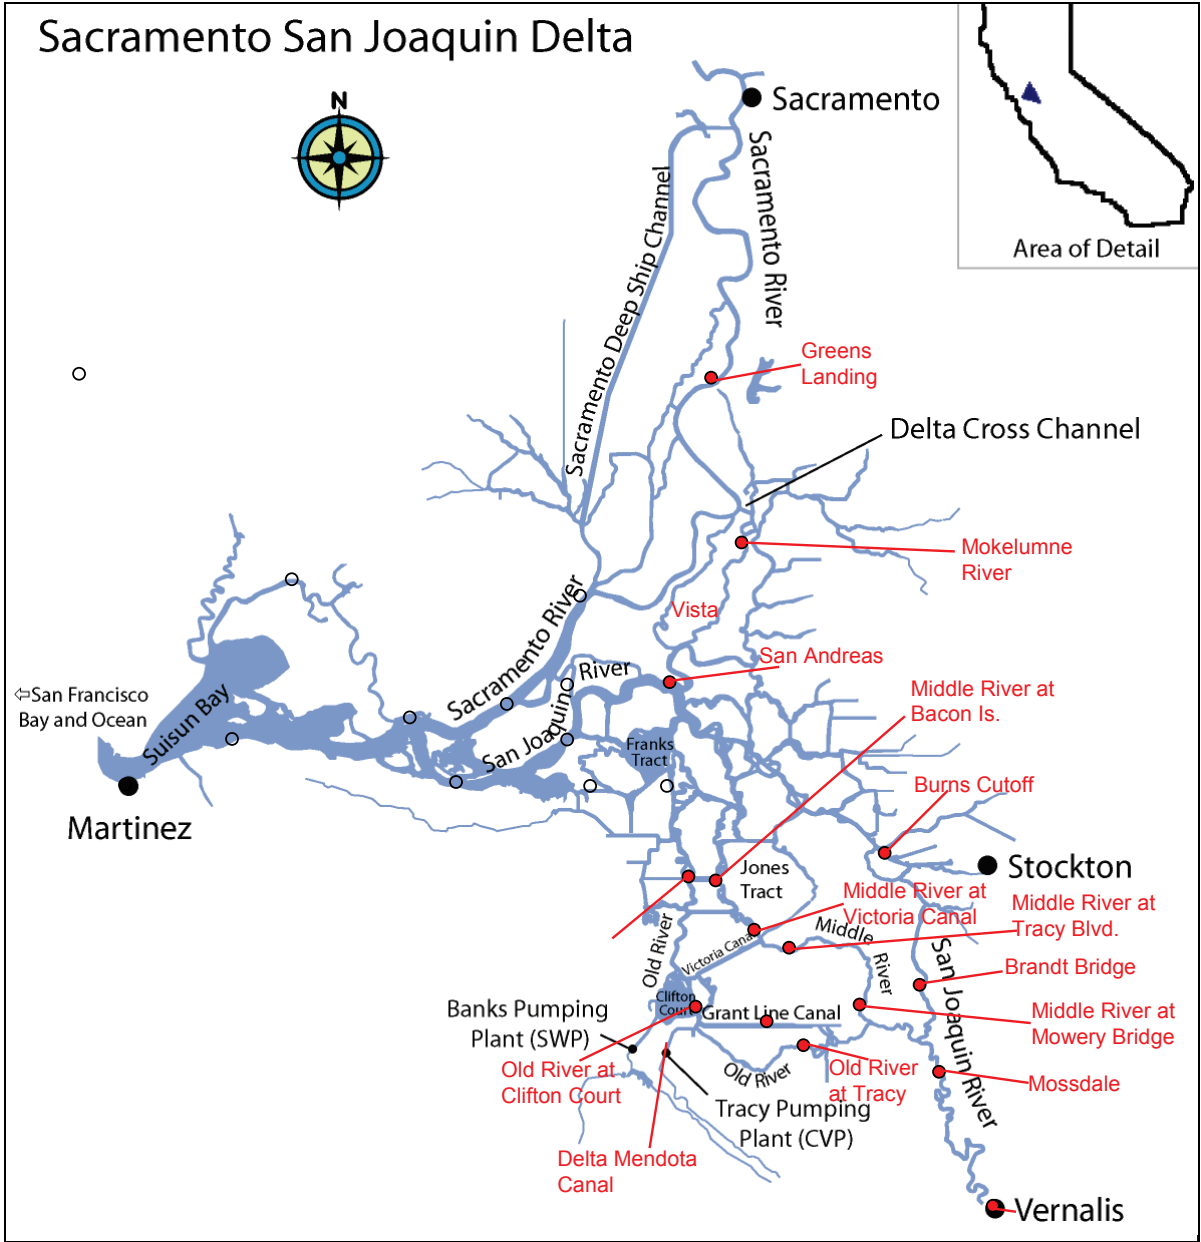 Sacramento San Joaquin Delta
N
Sacramento
Sacramento River
Sacramento Deep Ship Channel
Area of Detail
Greens
Landing
Delta Cross Channel
Mokelumne
River
Vista
San Andreas
Sacramento River
San Joaquino
River
⇦San Francisco
Bay and Ocean
Suisun Bay
Martinez
Franks
Tract
Middle River at
Bacon Is.
Burns Cutoff
Stockton
Jones
Tract
Middle River at
Victoria Canal
Middle River at
Tracy Blvd.
Middle
River
Old River
Victoria Canal
San Joaquin River
Brandt Bridge
Clifton
Court
Grant Line Canal
Middle River at
Mowery Bridge
Banks Pumping
Plant (SWP)
Old River at
Clifton Court
Old River
Old River
at Tracy
Mossdale
Tracy Pumping
Plant (CVP)
Delta Mendota
Canal
Vernalis